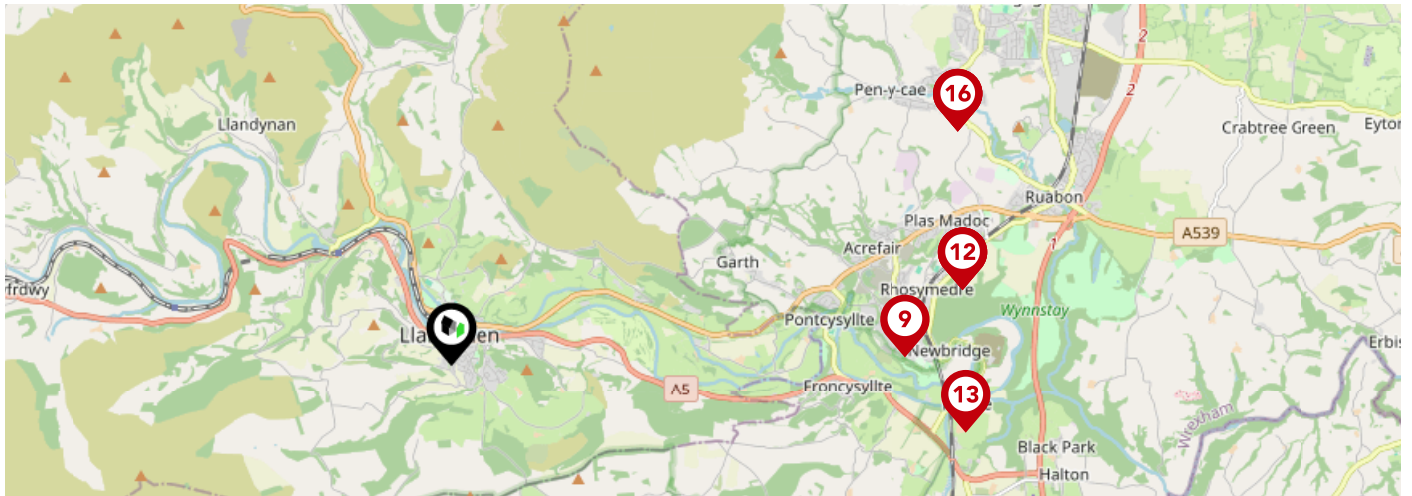 2
Pen-y-cae
16
2
Llandynan
Crabtree Green
Ruabon
Plas Madoc
A539
Acrefair
1
12
Garth
Rhosymedre
Wynnstay
Pontcysyllte
9
Newbridge
A5
Froncysyllte
13
Wrexham
Black Park
Halton